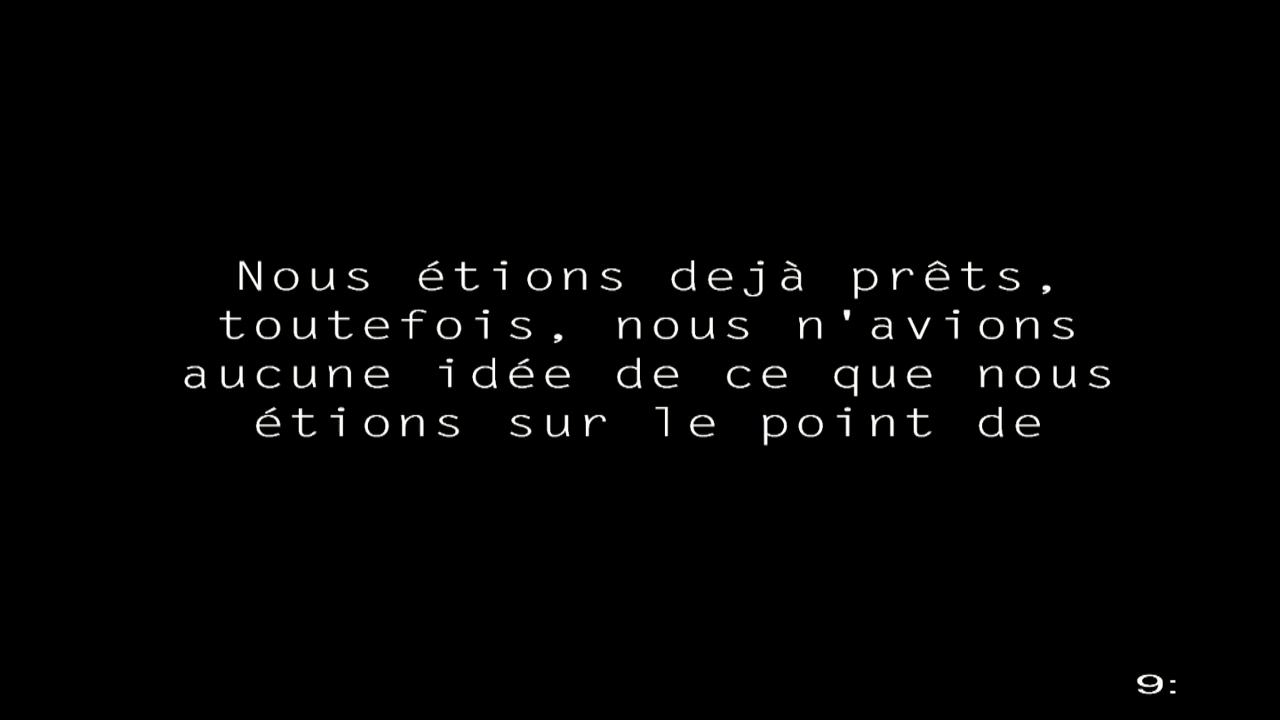 Nous étions dejà prêts,
toutefois, nous n'avions
aucune idée de ce que nous
étions sur le point de
9: